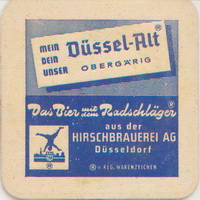 MEIN
DEIN
UNSER
Düssel-Alt®
OBERGÄRIG
Das Bier mit dem Radschläger®
aus der
HIRSCHBRAUEREI AG
Düsseldorf
® = REG. WARENZEICHEN